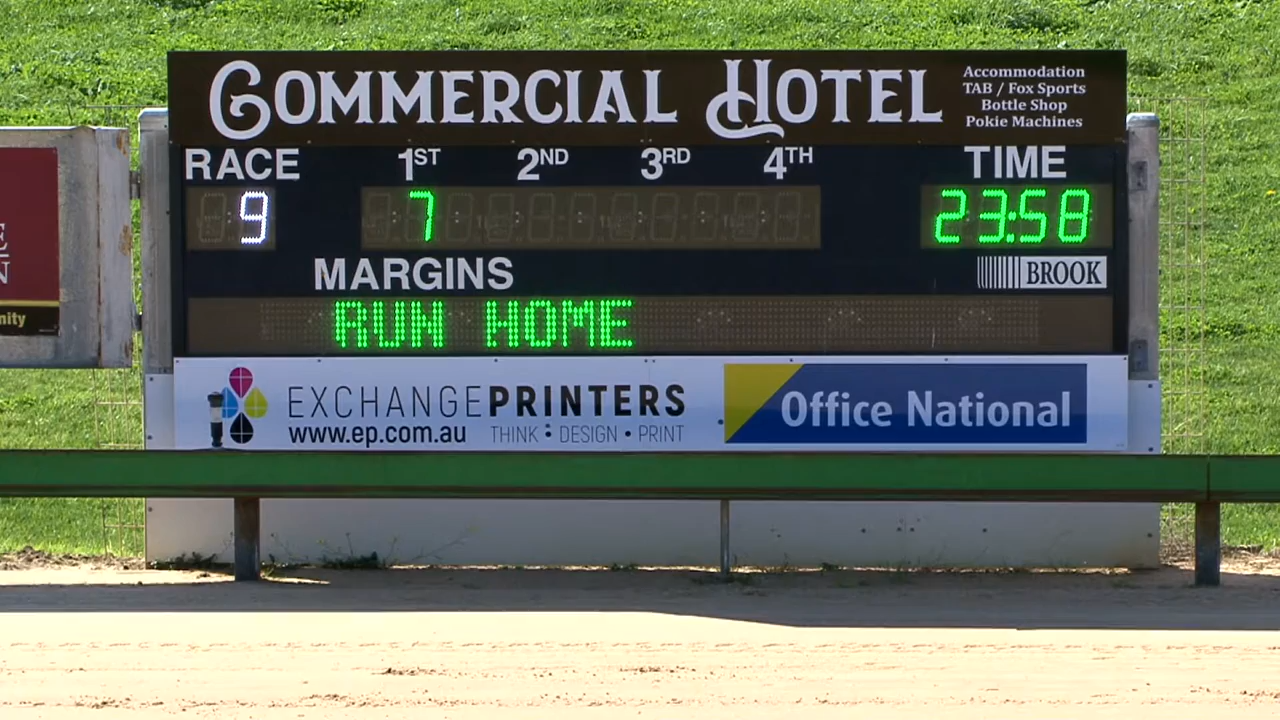 COMMERCIAL HOTEL
Accommodation
TAB / Fox Sports
Bottle Shop
Pokie Machines
RACE 1ST 2ND 3RD 4TH TIME
9 7 23:58
MARGINS
BROOK
RUN HOME
EXCHANGEPRINTERS
www.ep.com.au THINK • DESIGN • PRINT
Office National